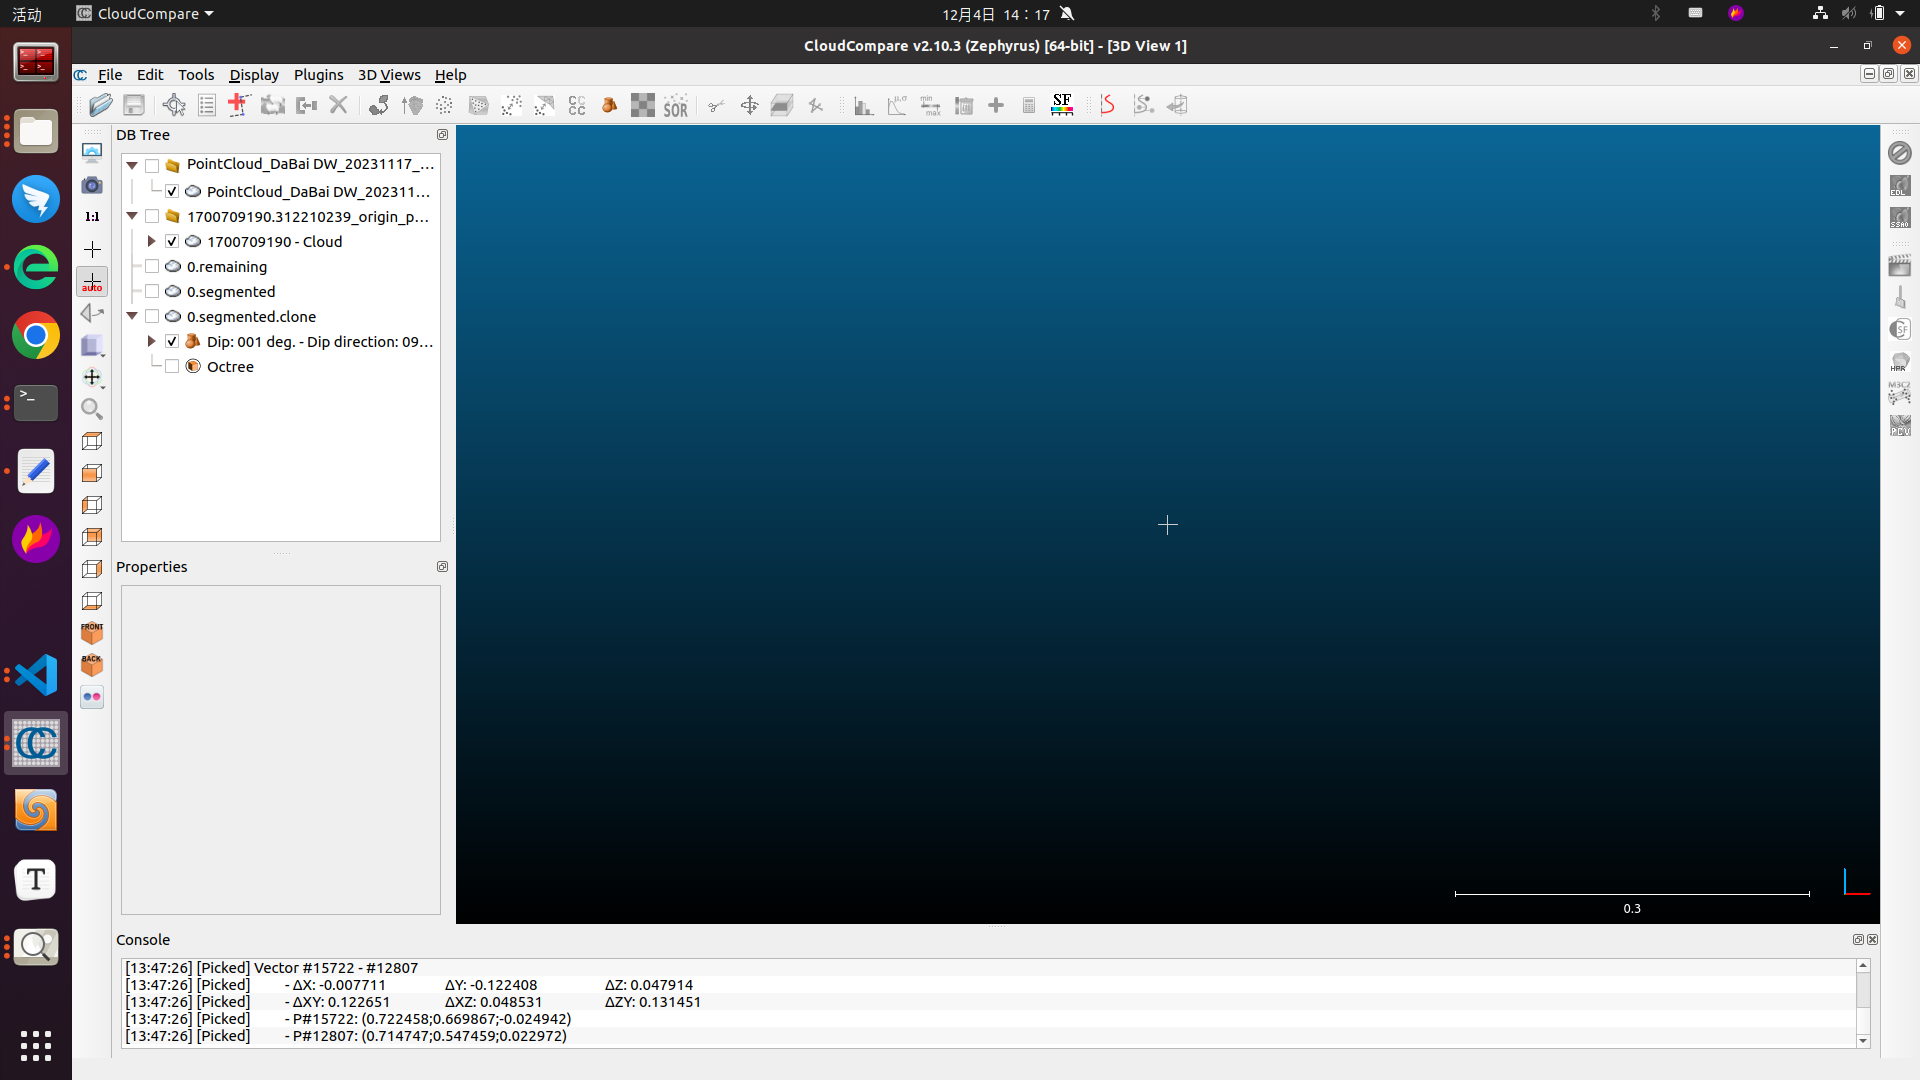 活动
CloudCompare
12月4日 14：17
CloudCompare v2.10.3 (Zephyrus) [64-bit] - [3D View 1]
File Edit Tools Display Plugins 3D Views Help
SOR
μ,σ
min
max
SF
DB Tree
PointCloud_DaBai DW_20231117_...
PointCloud_DaBai DW_202311...
1700709190.312210239_origin_p...
1700709190 - Cloud
0.remaining
0.segmented
0.segmented.clone
Dip: 001 deg. - Dip direction: 09...
Octree
1:1
auto
FRONT
BACK
EDL
SSAO
SF
HPR
M3C2
PCV
Properties
0.3
Console
[13:47:26] [Picked] Vector #15722 - #12807
[13:47:26] [Picked] - ΔX: -0.007711 ΔY: -0.122408 ΔZ: 0.047914
[13:47:26] [Picked] - ΔXY: 0.122651 ΔXZ: 0.048531 ΔZY: 0.131451
[13:47:26] [Picked] - P#15722: (0.722458;0.669867;-0.024942)
[13:47:26] [Picked] - P#12807: (0.714747;0.547459;0.022972)